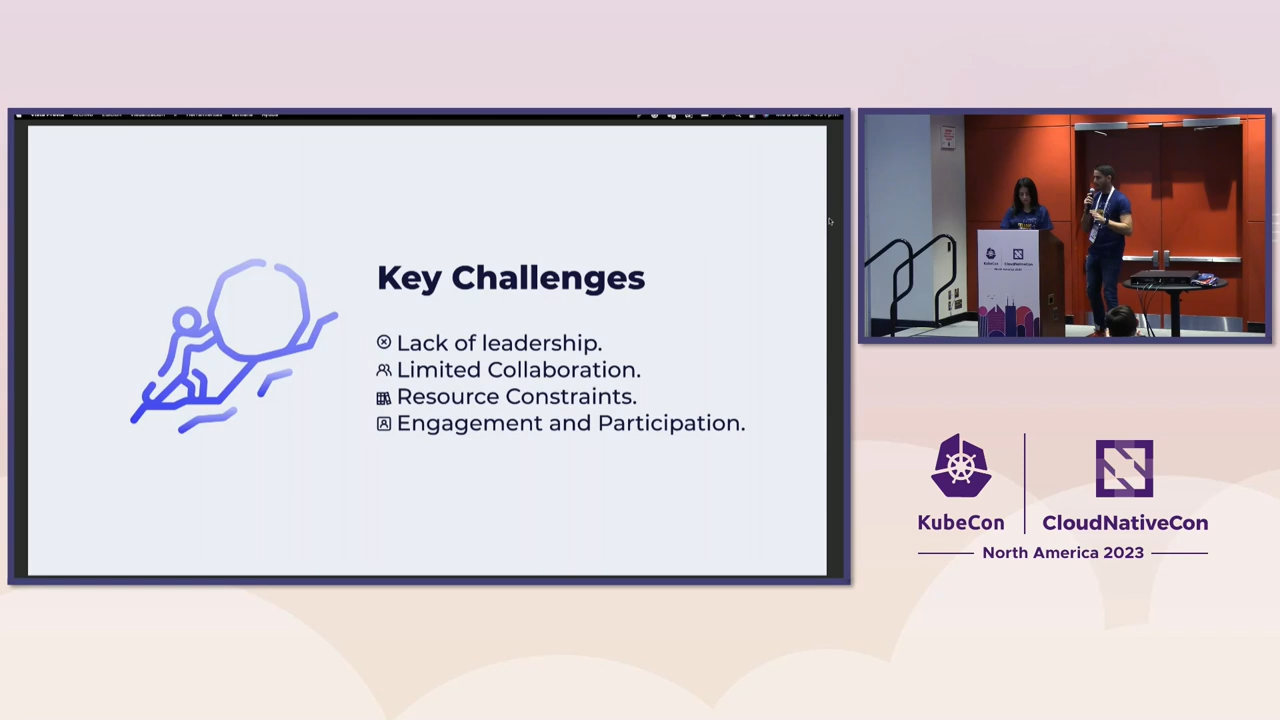 Key Challenges
Lack of leadership.
Limited Collaboration.
Resource Constraints.
Engagement and Participation.
KubeCon
CloudNativeCon
North America 2023